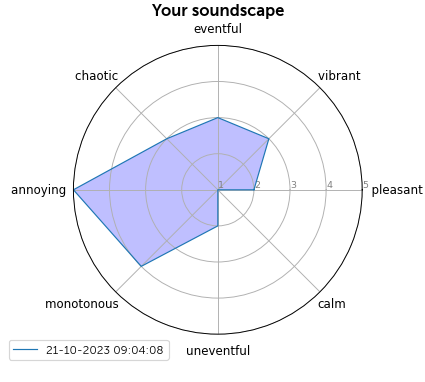 Your soundscape
eventful
chaotic
vibrant
annoying
1
2
3
4
5
pleasant
monotonous
calm
21-10-2023 09:04:08
uneventful